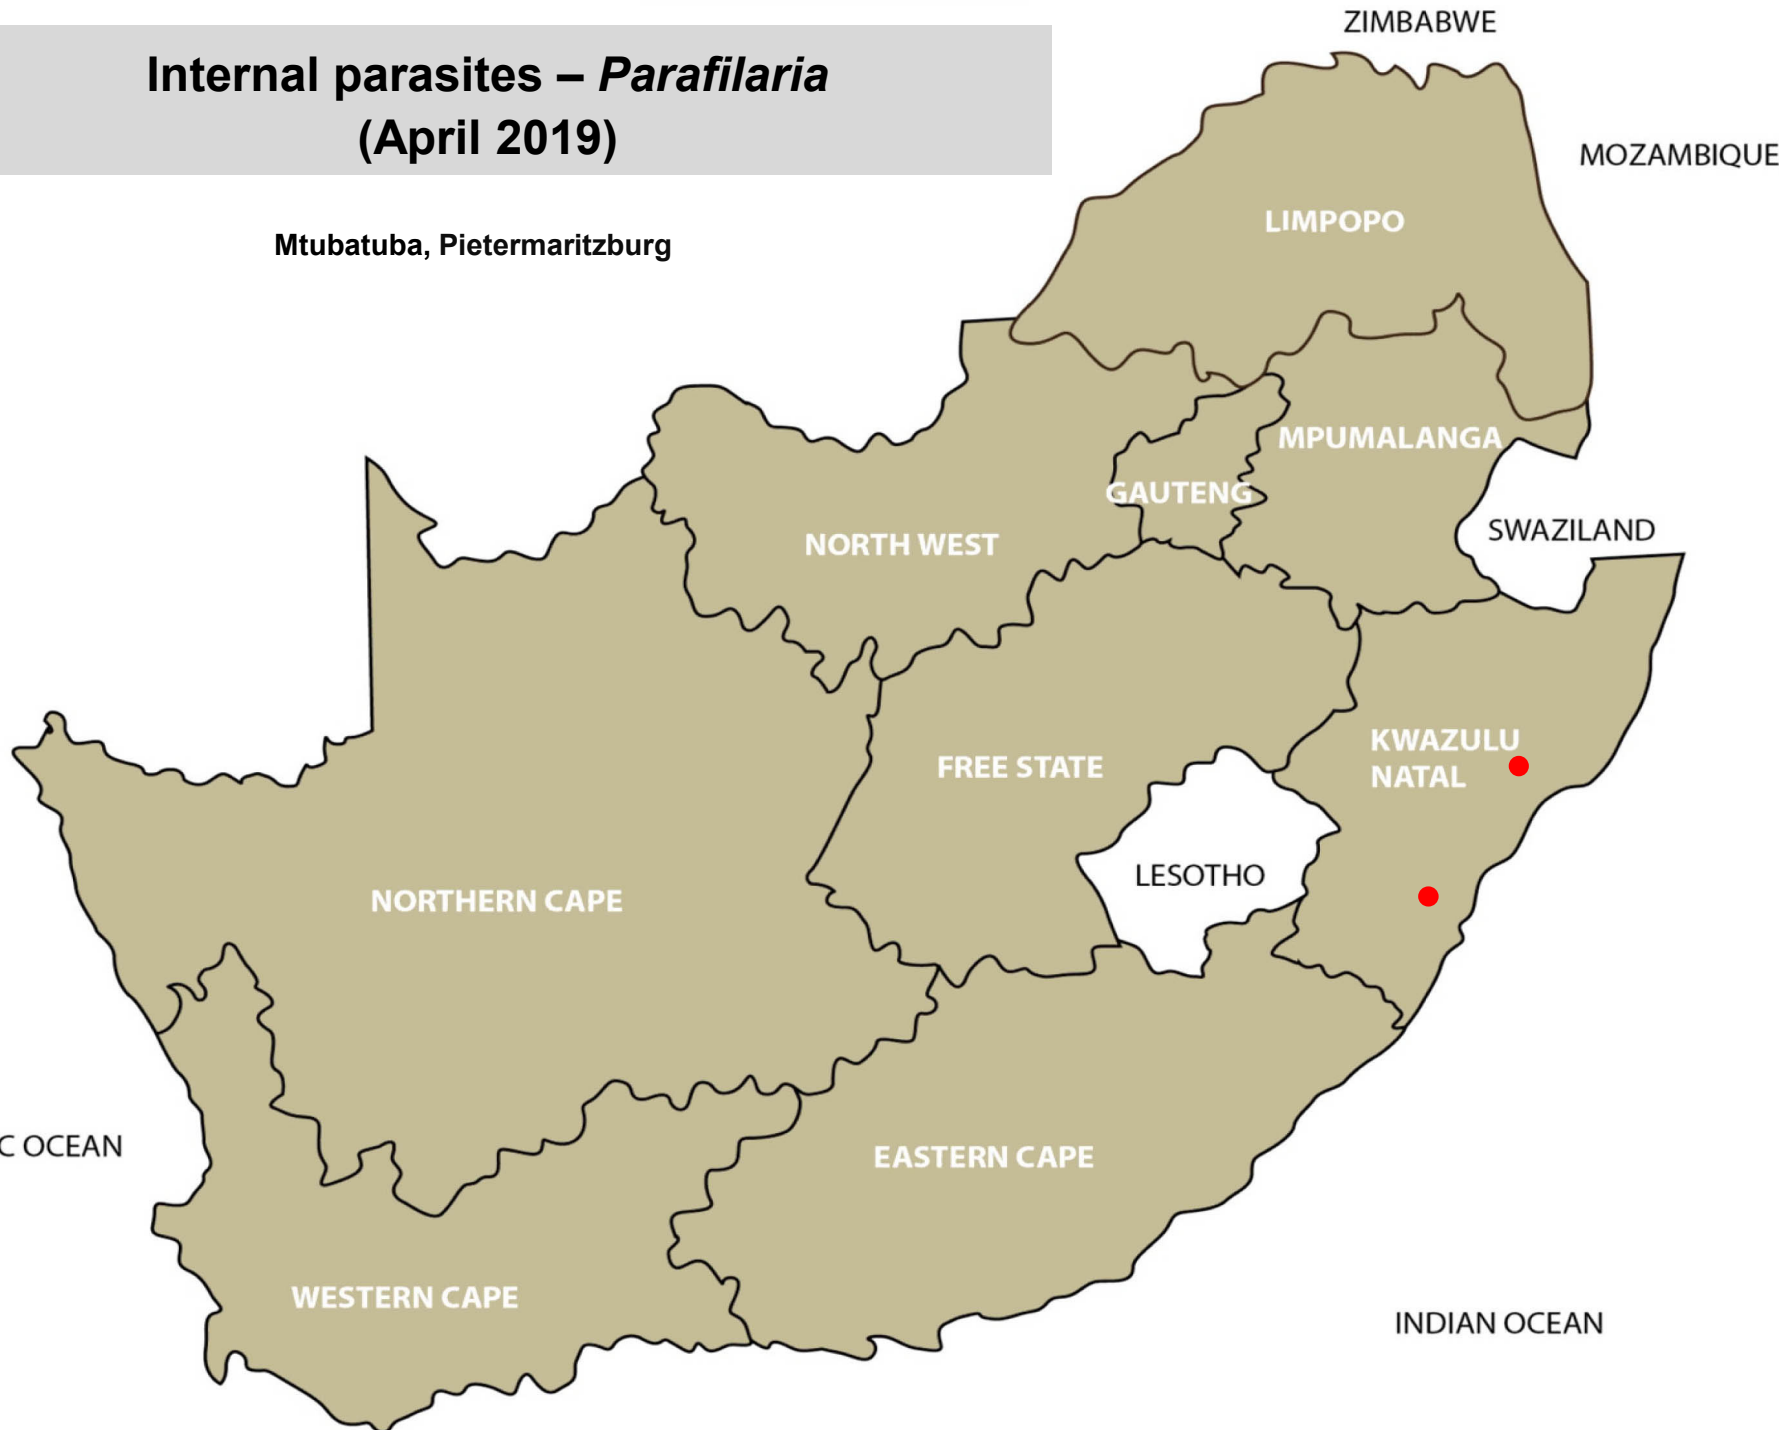 ZIMBABWE
Internal parasites – Parafilaria
(April 2019)
MOZAMBIQUE
Mtubatuba, Pietermaritzburg
LIMPOPO
MPUMALANGA
GAUTENG
SWAZILAND
NORTH WEST
KWAZULU
NATAL
FREE STATE
LESOTHO
NORTHERN CAPE
C OCEAN
EASTERN CAPE
WESTERN CAPE
INDIAN OCEAN